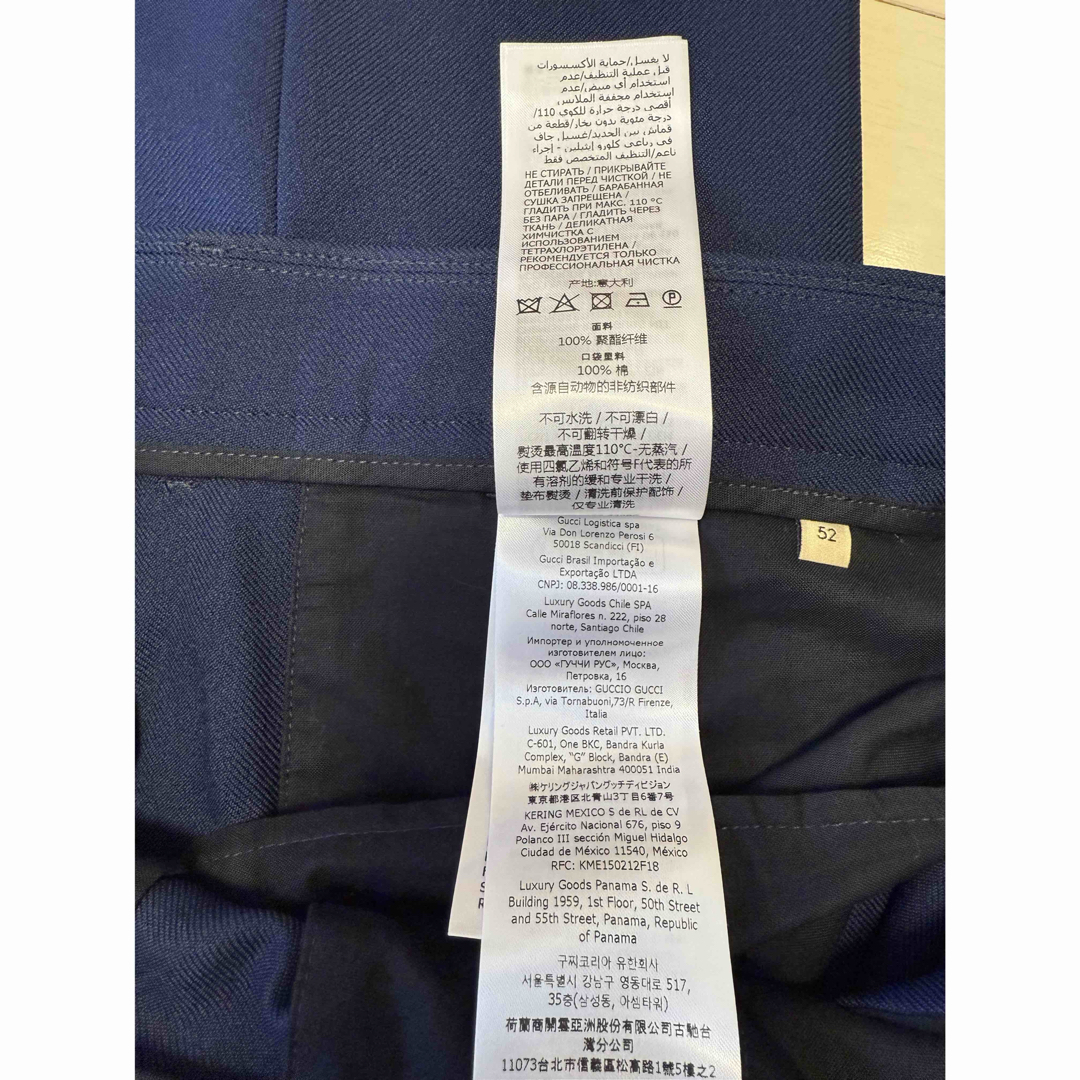 لا يغسل/حماية الأكسسورات
قبل عملية التنظيف/عدم
استخدام أي مبيض/عدم
إستخدام مجففة الملابس
أقصى درجة حرارة للكوي 110/
درجة مئوية بدون بخار/قطعة من
قماش بين الحديد/غسيل جاف
في رباعي كلورو إيثيلين - إجراء
ناعم/التنظيف المتخصص فقط
НЕ СТИРАТЬ / ПРИКРЫВАЙТЕ
ДЕТАЛИ ПЕРЕД ЧИСТКОЙ / НЕ
ОТБЕЛИВАТЬ / БАРАБАННАЯ
СУШКА ЗАПРЕЩЕНА /
ГЛАДИТЬ ПРИ МАКС. 110 °C
БЕЗ ПАРА / ГЛАДИТЬ ЧЕРЕЗ
ТКАНЬ / ДЕЛИКАТНАЯ
ХИМЧИСТКА С
ИСПОЛЬЗОВАНИЕМ
ТЕТРАХЛОРЭТИЛЕНА /
РЕКОМЕНДУЕТСЯ ТОЛЬКО
ПРОФЕССИОНАЛЬНАЯ ЧИСТКА
产地:意大利
P
面料
100% 聚酯纤维
口袋里料
100% 棉
含源自动物的非纺织部件
不可水洗 / 不可漂白 /
不可翻转干燥 /
熨烫最高温度110°C-无蒸汽 /
使用四氯乙烯和符号F代表的所
有溶剂的缓和专业干洗 /
垫布熨烫 / 清洗前保护配饰 /
仅专业清洗
Gucci Logistica spa
Via Don Lorenzo Perosi 6
50018 Scandicci (FI)
Gucci Brasil Importação e
Exportação LTDA
CNPJ: 08.338.986/0001-16
Luxury Goods Chile SPA
Calle Miraflores n. 222, piso 28
norte, Santiago Chile
Импортер и уполномоченное
изготовителем лицо:
ООО «ГУЧЧИ РУС», Москва,
Петровка, 16
Изготовитель: GUCCIO GUCCI
S.p.A, via Tornabuoni,73/R Firenze,
Italia
Luxury Goods Retail PVT. LTD.
C-601, One BKC, Bandra Kurla
Complex, "G" Block, Bandra (E)
Mumbai Maharashtra 400051 India
㈱ケリングジャパングッチディビジョン
東京都港区北青山3丁目6番7号
KERING MEXICO S de RL de CV
Av. Ejército Nacional 676, piso 9
Polanco III sección Miguel Hidalgo
Ciudad de México 11540, México
RFC: KME150212F18
Luxury Goods Panama S. de R. L
Building 1959, 1st Floor, 50th Street
and 55th Street, Panama, Republic
of Panama
구찌코리아 유한회사
서울특별시 강남구 영동대로 517,
35층(삼성동, 아셈타워)
荷蘭商開雲亞洲股份有限公司古馳台
灣分公司
11073台北市信義區松高路1號5樓之2
52